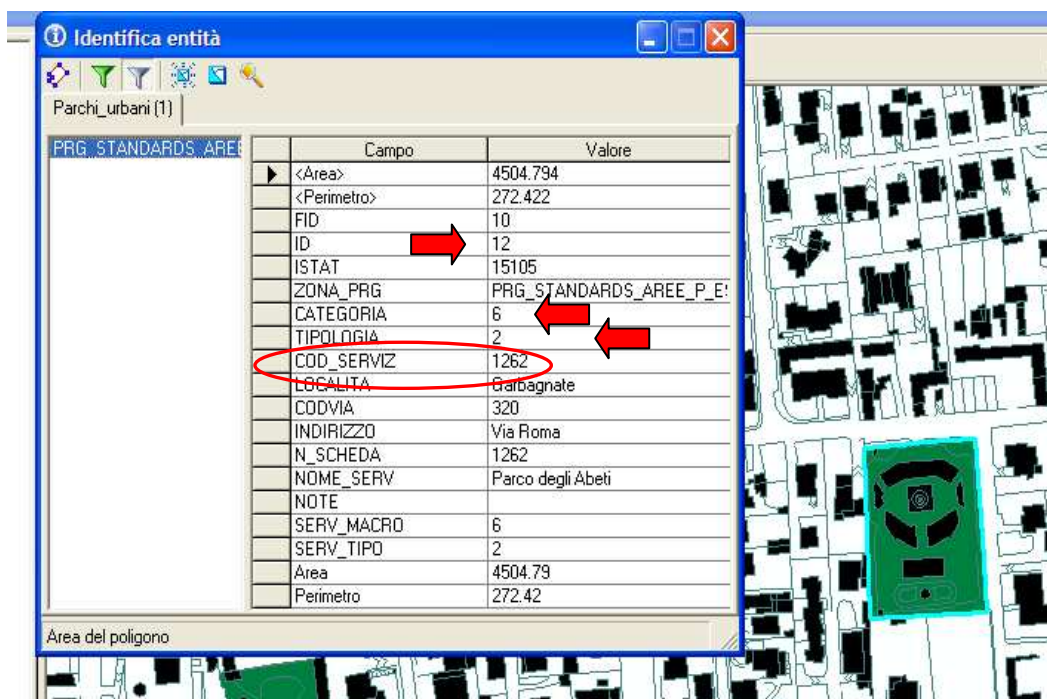 Identifica entità
Parchi_urbani (1)
PRG_STANDARDS_AREE
Campo Valore
<Area> 4504.794
<Perimetro> 272.422
FID 10
ID 12
ISTAT 15105
ZONA_PRG PRG_STANDARDS_AREE_P_E
CATEGORIA 6
TIPOLOGIA 2
COD_SERVIZ 1262
LOCALITA Garbagnate
CODVIA 320
INDIRIZZO Via Roma
N_SCHEDA 1262
NOME_SERV Parco degli Abeti
NOTE
SERV_MACRO 6
SERV_TIPO 2
Area 4504.79
Perimetro 272.42
Area del poligono